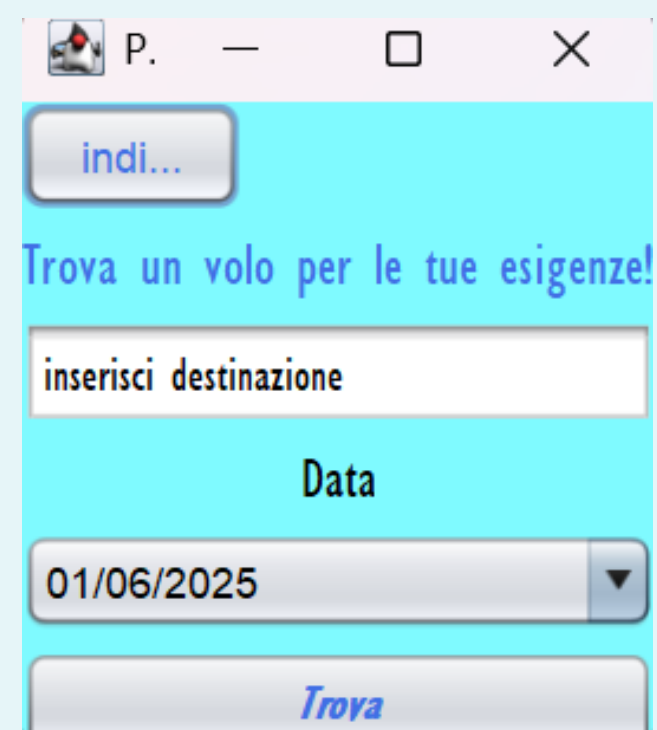 P.
indi...
Trova un volo per le tue esigenze!
inserisci destinazione
Data
01/06/2025
Trova